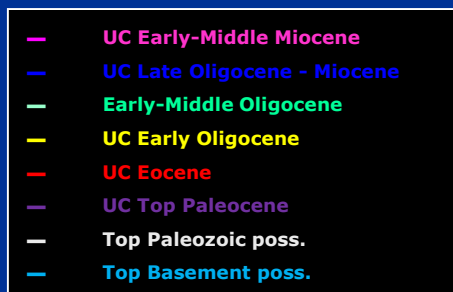 UC Early-Middle Miocene
UC Late Oligocene - Miocene
Early-Middle Oligocene
UC Early Oligocene
UC Eocene
UC Top Paleocene
Top Paleozoic poss.
Top Basement poss.